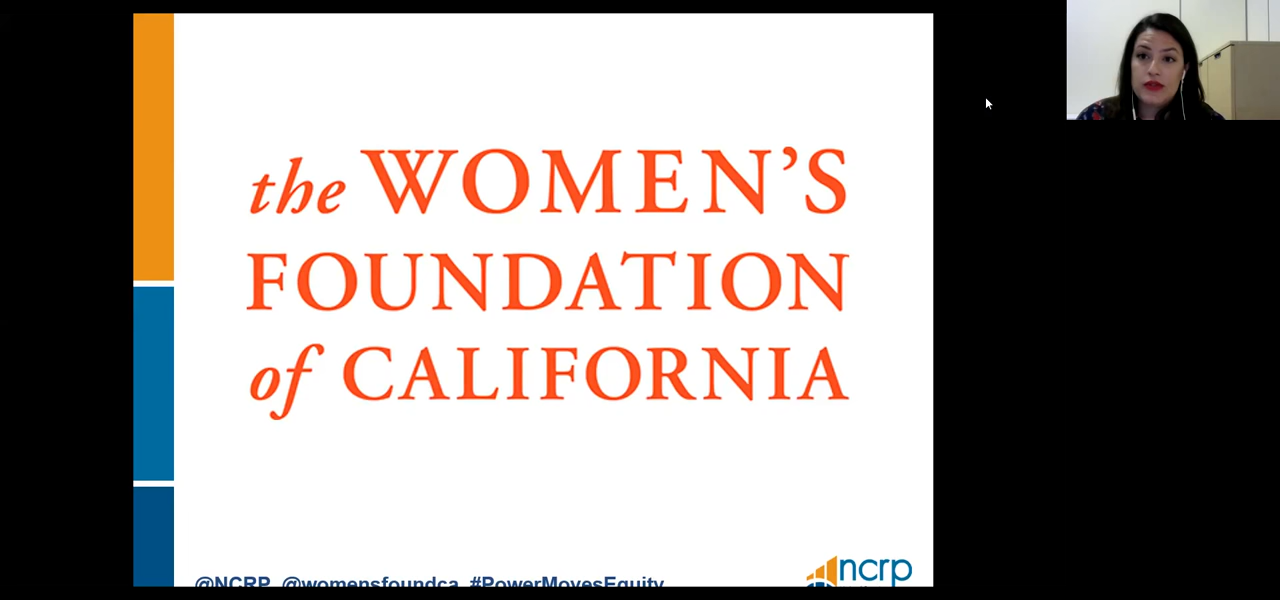 the WOMEN’S
FOUNDATION
of CALIFORNIA
@NCRP @womensfoundca #PowerMovesEquity
ncrp